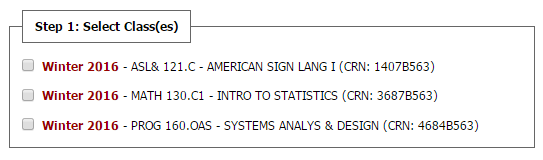 Step 1: Select Class(es)
Winter 2016 - ASL& 121.C - AMERICAN SIGN LANG I (CRN: 1407B563)
Winter 2016 - MATH 130.C1 - INTRO TO STATISTICS (CRN: 3687B563)
Winter 2016 - PROG 160.OAS - SYSTEMS ANALYS & DESIGN (CRN: 4684B563)